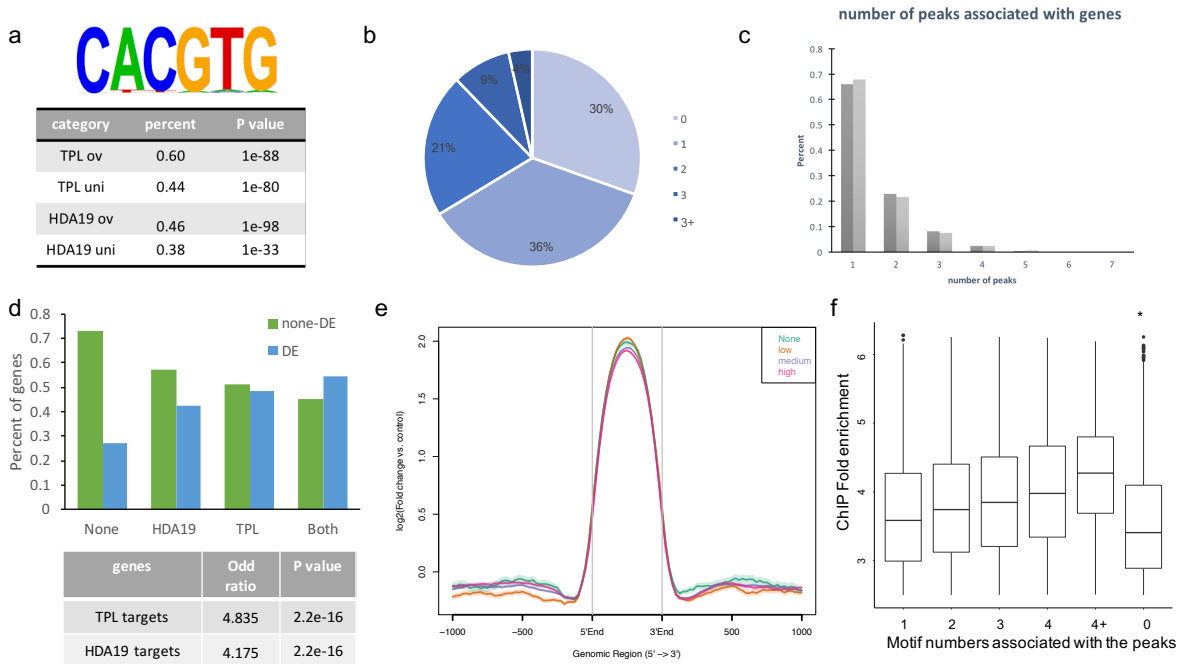 a
CACGTG
category percent P value
TPL ov 0.60 1e-88
TPL uni 0.44 1e-80
HDA19 ov 0.46 1e-98
HDA19 uni 0.38 1e-33
b
30%
36%
21%
9%
4%
0
1
2
3
3+
number of peaks associated with genes
c
Percent
0.8
0.7
0.6
0.5
0.4
0.3
0.2
0.1
0
1 2 3 4 5 6 7
number of peaks
d
Percent of genes
0.8
0.7
0.6
0.5
0.4
0.3
0.2
0.1
0
none-DE
DE
None HDA19 TPL Both
genes Odd ratio P value
TPL targets 4.835 2.2e-16
HDA19 targets 4.175 2.2e-16
e
log2(Fold change vs. control)
2.0
1.5
1.0
0.5
0.0
None
low
medium
high
−1000 −500 5'End 3'End 500 1000
Genomic Region (5' −> 3')
f
*
ChIP Fold enrichment
6
5
4
3
1 2 3 4 4+ 0
Motif numbers associated with the peaks